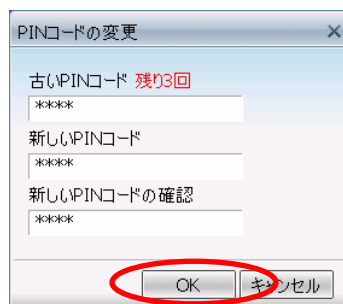 PINコードの変更
古いPINコード 残り3回
****
新しいPINコード
****
新しいPINコードの確認
****
OK キャンセル